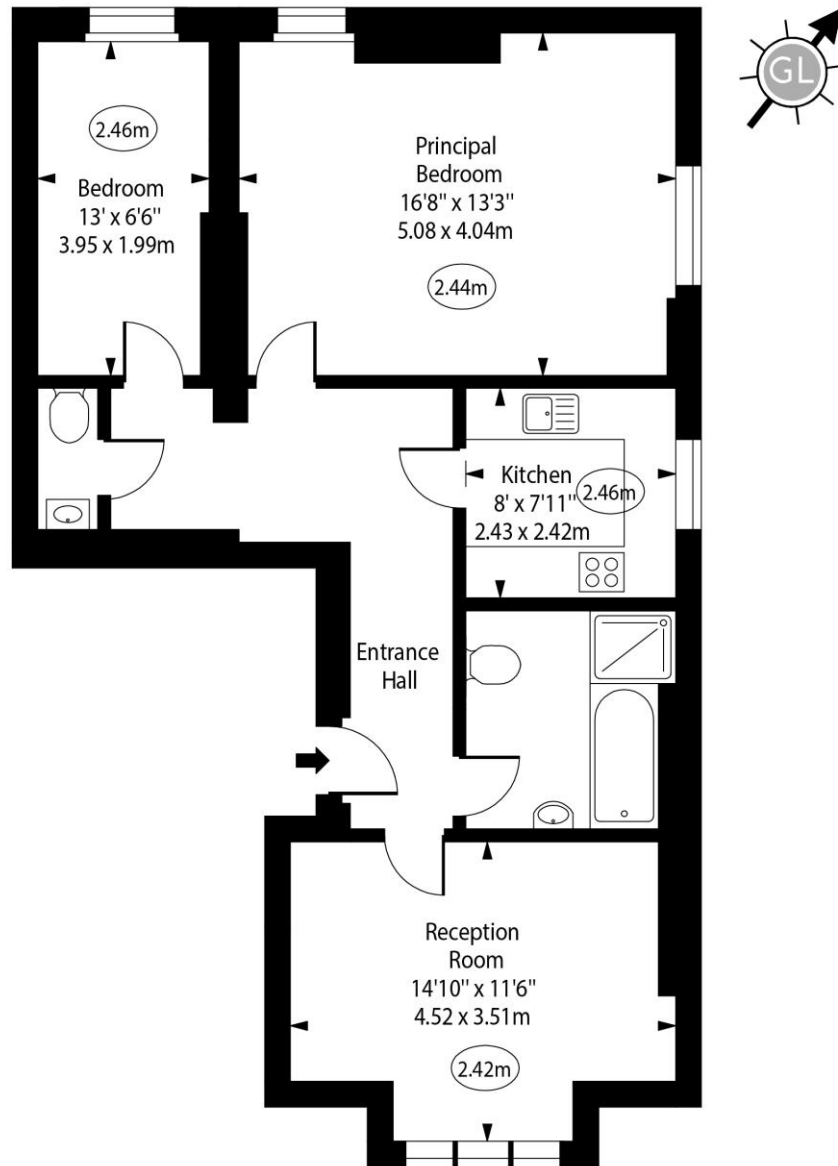 GL
2.46m
Bedroom
13' x 6'6"
3.95 x 1.99m
Principal
Bedroom
16'8" x 13'3"
5.08 x 4.04m
2.44m
Kitchen
8' x 7'11"
2.43 x 2.42m
2.46m
Entrance
Hall
Reception
Room
14'10" x 11'6"
4.52 x 3.51m
2.42m